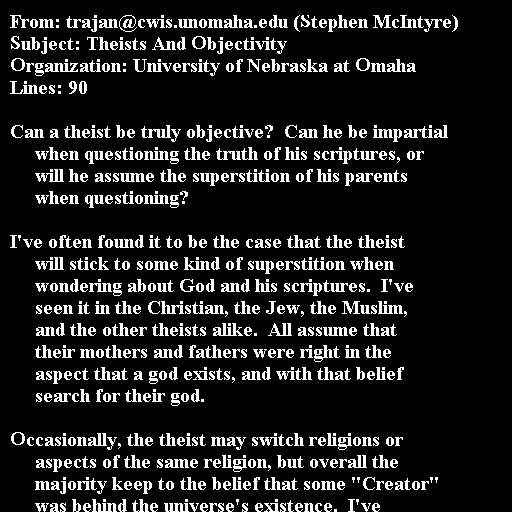 From: trajan@cwis.unomaha.edu (Stephen McIntyre)
Subject: Theists And Objectivity
Organization: University of Nebraska at Omaha
Lines: 90

Can a theist be truly objective?  Can he be impartial
     when questioning the truth of his scriptures, or
     will he assume the superstition of his parents
     when questioning?

I've often found it to be the case that the theist
     will stick to some kind of superstition when
     wondering about God and his scriptures.  I've
     seen it in the Christian, the Jew, the Muslim,
     and the other theists alike.  All assume that
     their mothers and fathers were right in the
     aspect that a god exists, and with that belief
     search for their god.

Occasionally, the theist may switch religions or
     aspects of the same religion, but overall the
     majority keep to the belief that some "Creator"
     was behind the universe's existence.  I've